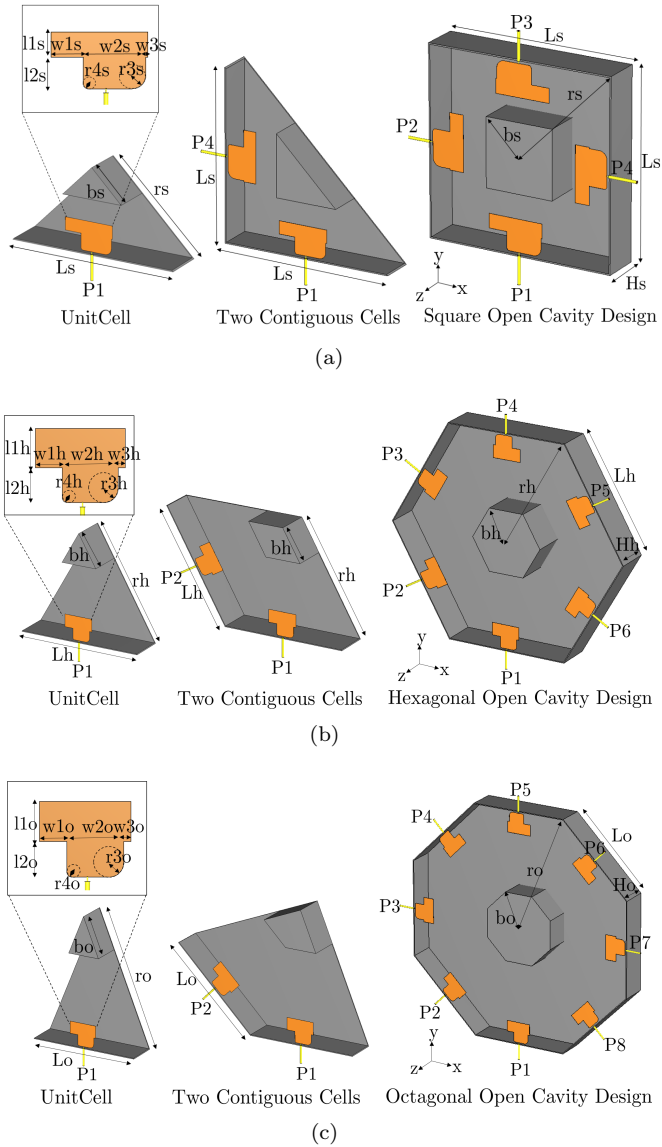 l1s w1s w2s w3s
l2s r4s r3s
bs rs
Ls
P1
UnitCell
P4
Ls
Ls
P1
Two Contiguous Cells
P3
Ls
rs
P2
bs
P4
Ls
Hs
y
z x
P1
Square Open Cavity Design
(a)
l1h w1h w2h w3h
l2h r4h r3h
bh
rh
Lh
P1
UnitCell
bh
rh
P2
Lh
P1
Two Contiguous Cells
P4
P3
rh
Lh
P5
bh
Hh
P2
P6
y
z x
P1
Hexagonal Open Cavity Design
(b)
l1o w1o w2o w3o
l2o r3o
r4o
bo
ro
Lo
P1
UnitCell
Lo
P2
P1
Two Contiguous Cells
P5
P4
Lo
ro
P6
Ho
P3
bo
P7
P2
P8
y
z x
P1
Octagonal Open Cavity Design
(c)